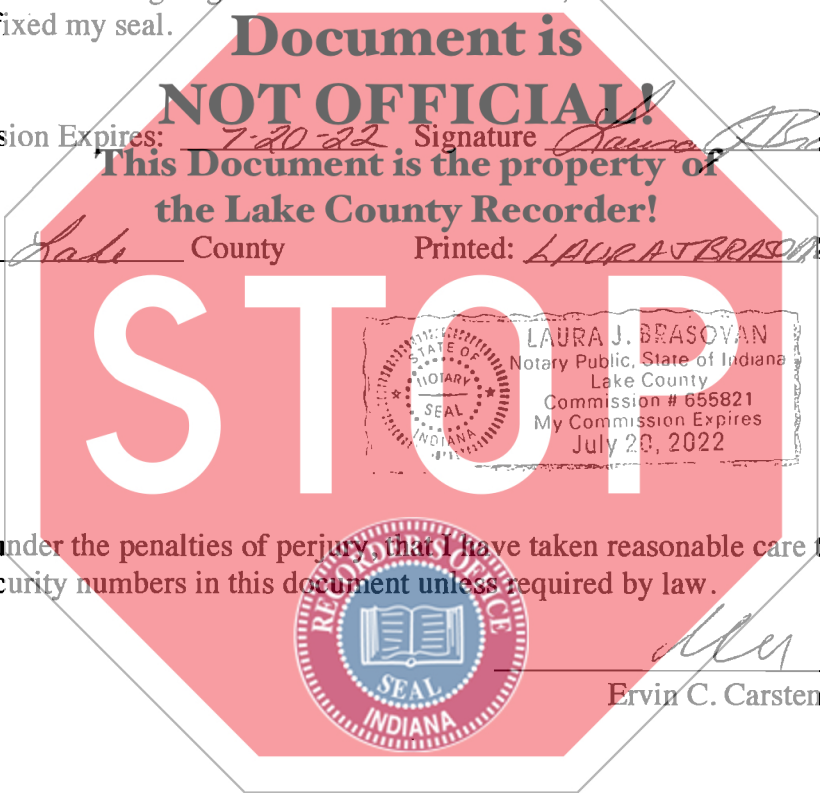 fixed my seal.
Document is
NOT OFFICIAL!
sion Expires: 7-20-22 Signature Laura J Bra
This Document is the property of
the Lake County Recorder!
Lake County Printed: LAURA J BRASOVAN
STOP
LAURA J. BRASOVAN
Notary Public, State of Indiana
Lake County
Commission # 655821
My Commission Expires
July 20, 2022
STATE OF
NOTARY
SEAL
INDIANA
under the penalties of perjury, that I have taken reasonable care t
curity numbers in this document unless required by law.
RECORDER'S OFFICE
SEAL
INDIANA
Ervin C. Carsten